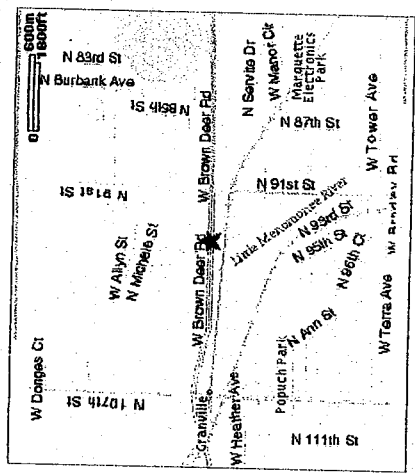 600m
1800ft
0
N 83rd St
N Burbank Ave
N 85th St
N Servite Dr
W Manor Cir
Marquette
Electronics
Park
N 87th St
W Tower Ave
W Brown Deer Rd
N 91st St
N 91st St
W Allyn St
N Michele St
Little Menomonee River
N 93rd St
N 95th St
N 96th Ct
W Bradley Rd
W Brown Deer Rd
W Donges Ct
N 107th St
Granville
W Heather Ave
Popuch Park
N Ann St
W Terra Ave
N 111th St